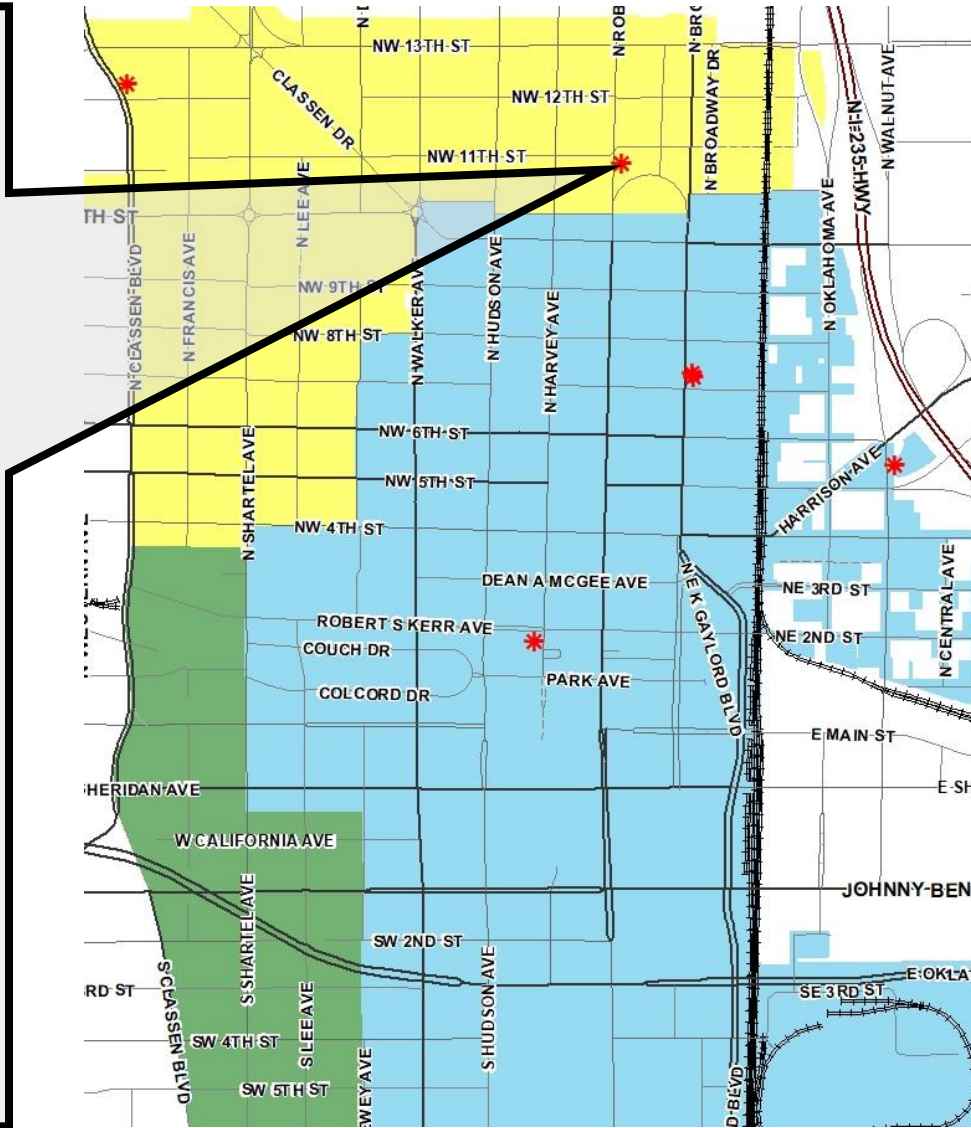 N ROB
N BRO
NW 13TH ST
N BROADWAY DR
N WALNUT AVE
CLASSEN DR
NW 12TH ST
N-I-235-HWY
NW 11TH ST
N LEE AVE
TH ST
N OKLAHOMA AVE
N CLASSEN BLVD
N FRANCIS AVE
N HUDSON AVE
NW 9TH ST
N WALKER AVE
NW 8TH ST
N HARVEY AVE
NW 6TH ST
N SHARTEL AVE
NW 5TH ST
HARRISON AVE
NW 4TH ST
DEAN A MCGEE AVE
N E K GAYLORD BLVD
NE 3RD ST
N CENTRAL AVE
ROBERT S KERR AVE
NE 2ND ST
COUCH DR
PARK AVE
COLCORD DR
E MAIN ST
HERIDAN AVE
E SH
W CALIFORNIA AVE
S SHARTEL AVE
JOHNNY BEN
SW 2ND ST
S CLASSEN BLVD
S HUDSON AVE
E OKLA
RD ST
SE 3RD ST
S LEE AVE
SW 4TH ST
SW 5TH ST
EWEY AVE
D BLVD